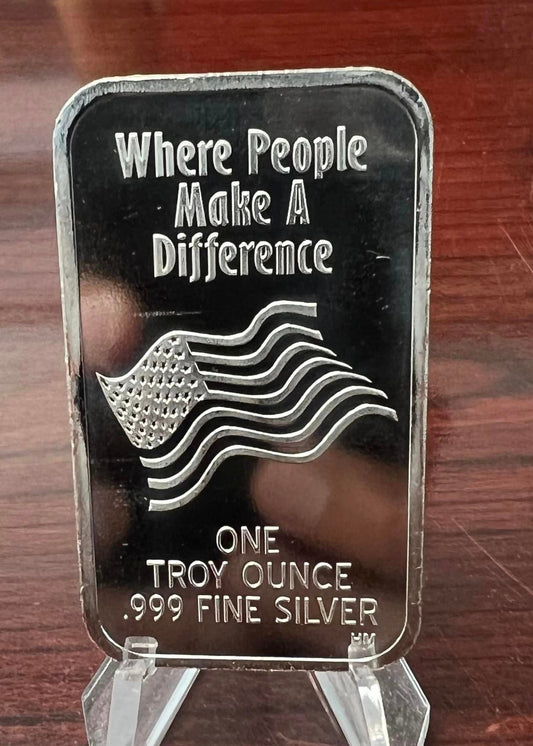 Where People
Make A
Difference
ONE
TROY OUNCE
.999 FINE SILVER
HM